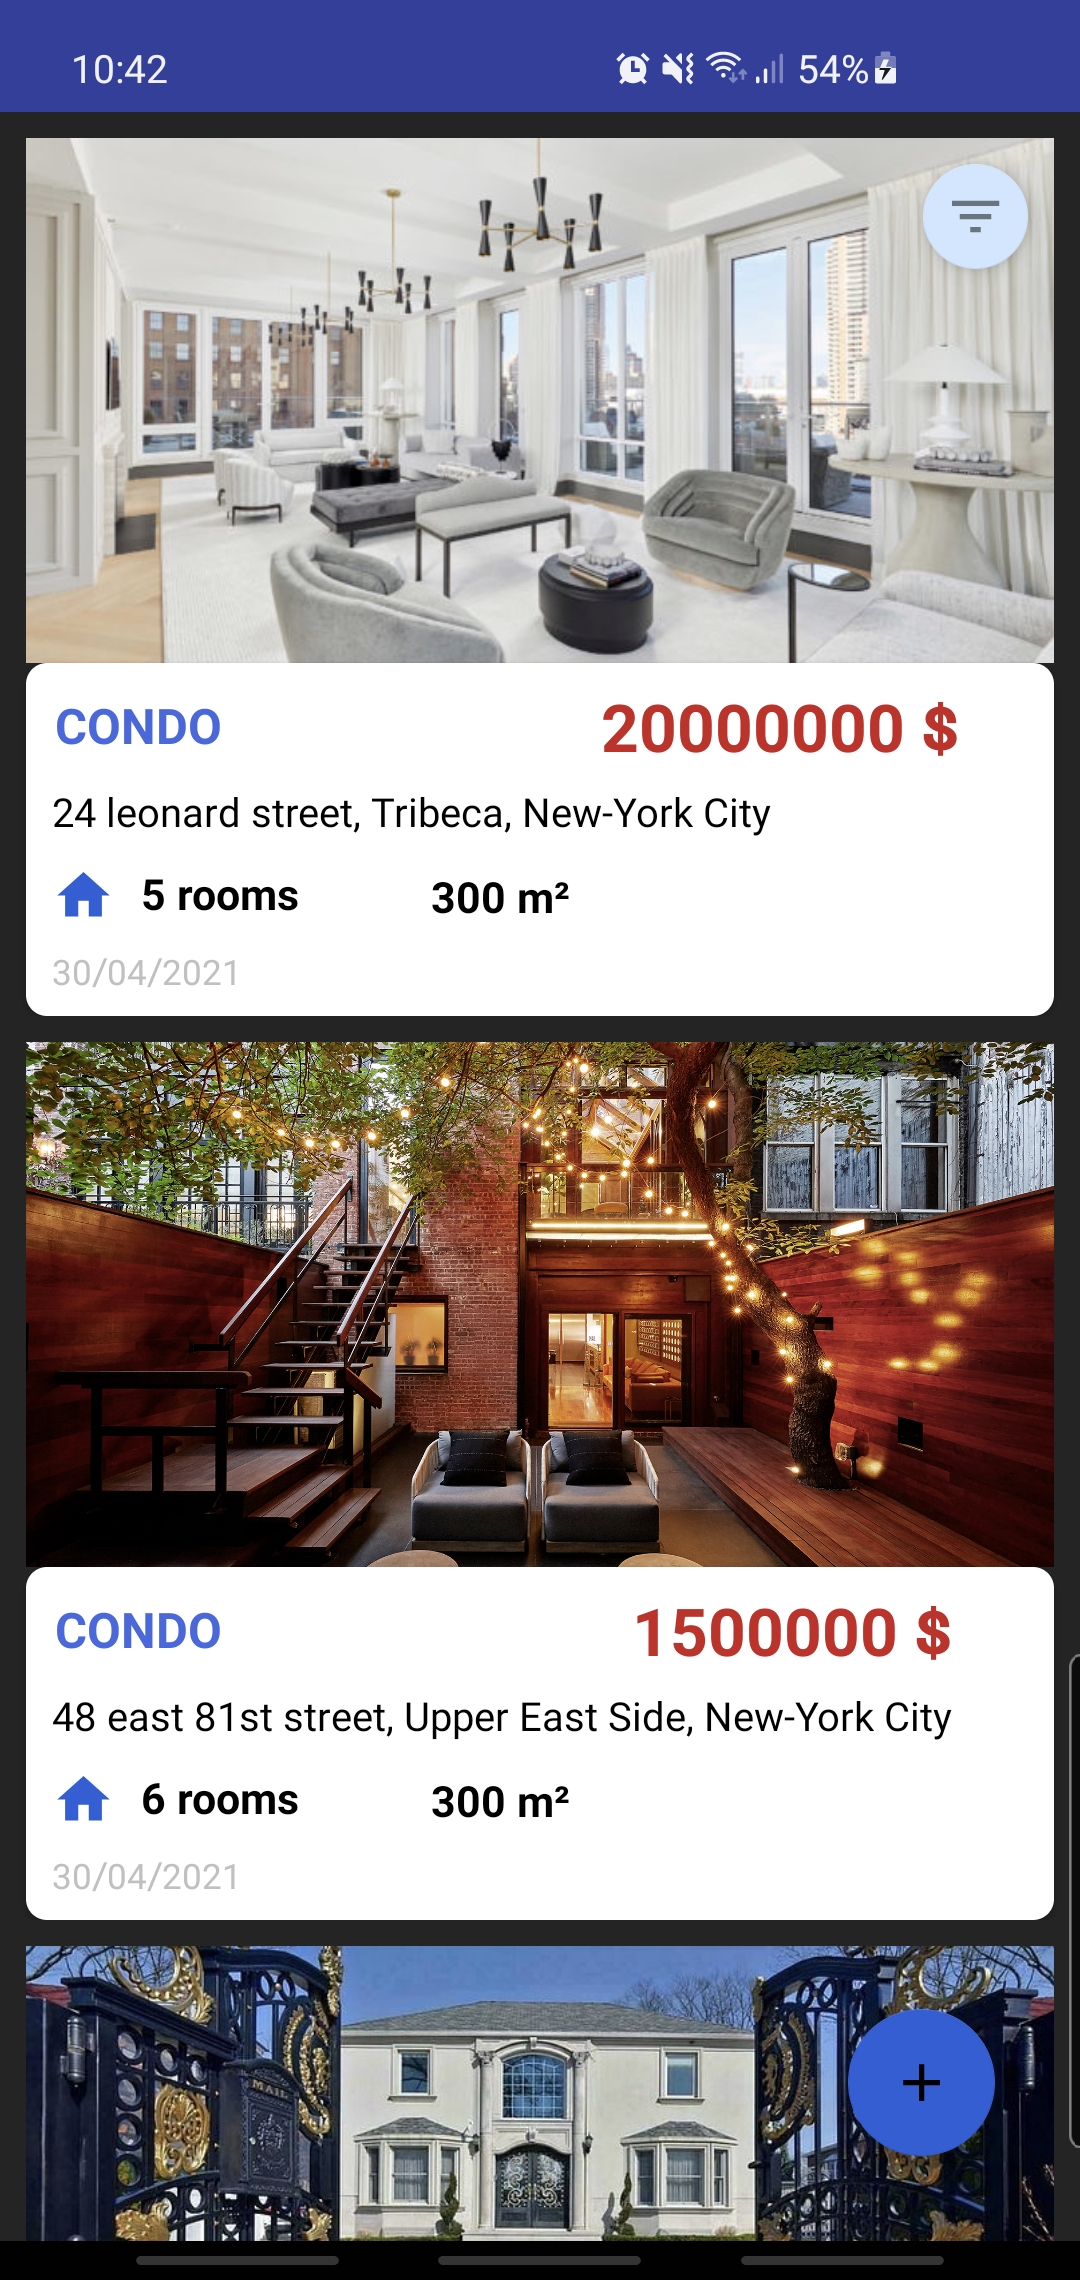 10:42 54%
CONDO 20000000 $
24 leonard street, Tribeca, New-York City
5 rooms 300 m²
30/04/2021
CONDO 1500000 $
48 east 81st street, Upper East Side, New-York City
6 rooms 300 m²
30/04/2021
MAIL
+